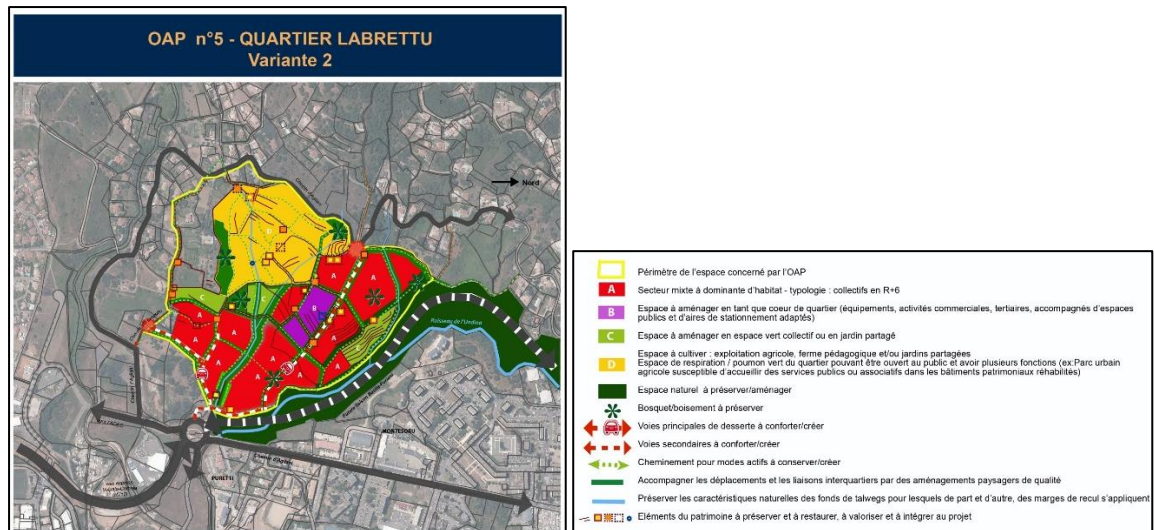 OAP n°5 - QUARTIER LABRETTU
Variante 2
Nord
D
C
C
B
A
A
A
A
A
A
A
A
A
A
Ruisseau de l'Undina
MONTESORU
PURETTI
Périmètre de l'espace concerné par l'OAP
A Secteur mixte à dominante d'habitat - typologie : collectifs en R+6
B Espace à aménager en tant que coeur de quartier (équipements, activités commerciales, tertiaires, accompagnés d'espaces
publics et d'aires de stationnement adaptés)
C Espace à aménager en espace vert collectif ou en jardin partagé
Espace à cultiver : exploitation agricole, ferme pédagogique et/ou jardins partagées
D Espace de respiration / poumon vert du quartier pouvant être ouvert au public et avoir plusieurs fonctions (ex:Parc urbain
agricole susceptible d'accueillir des services publics ou associatifs dans les bâtiments patrimoniaux réhabilités)
Espace naturel à préserver/aménager
Bosquet/boisement à préserver
Voies principales de desserte à conforter/créer
Voies secondaires à conforter/créer
Cheminement pour modes actifs à conserver/créer
Accompagner les déplacements et les liaisons interquartiers par des aménagements paysagers de qualité
Préserver les caractéristiques naturelles des fonds de talwegs pour lesquels de part et d'autre, des marges de recul s'appliquent
Eléments du patrimoine à préserver et à restaurer, à valoriser et à intégrer au projet